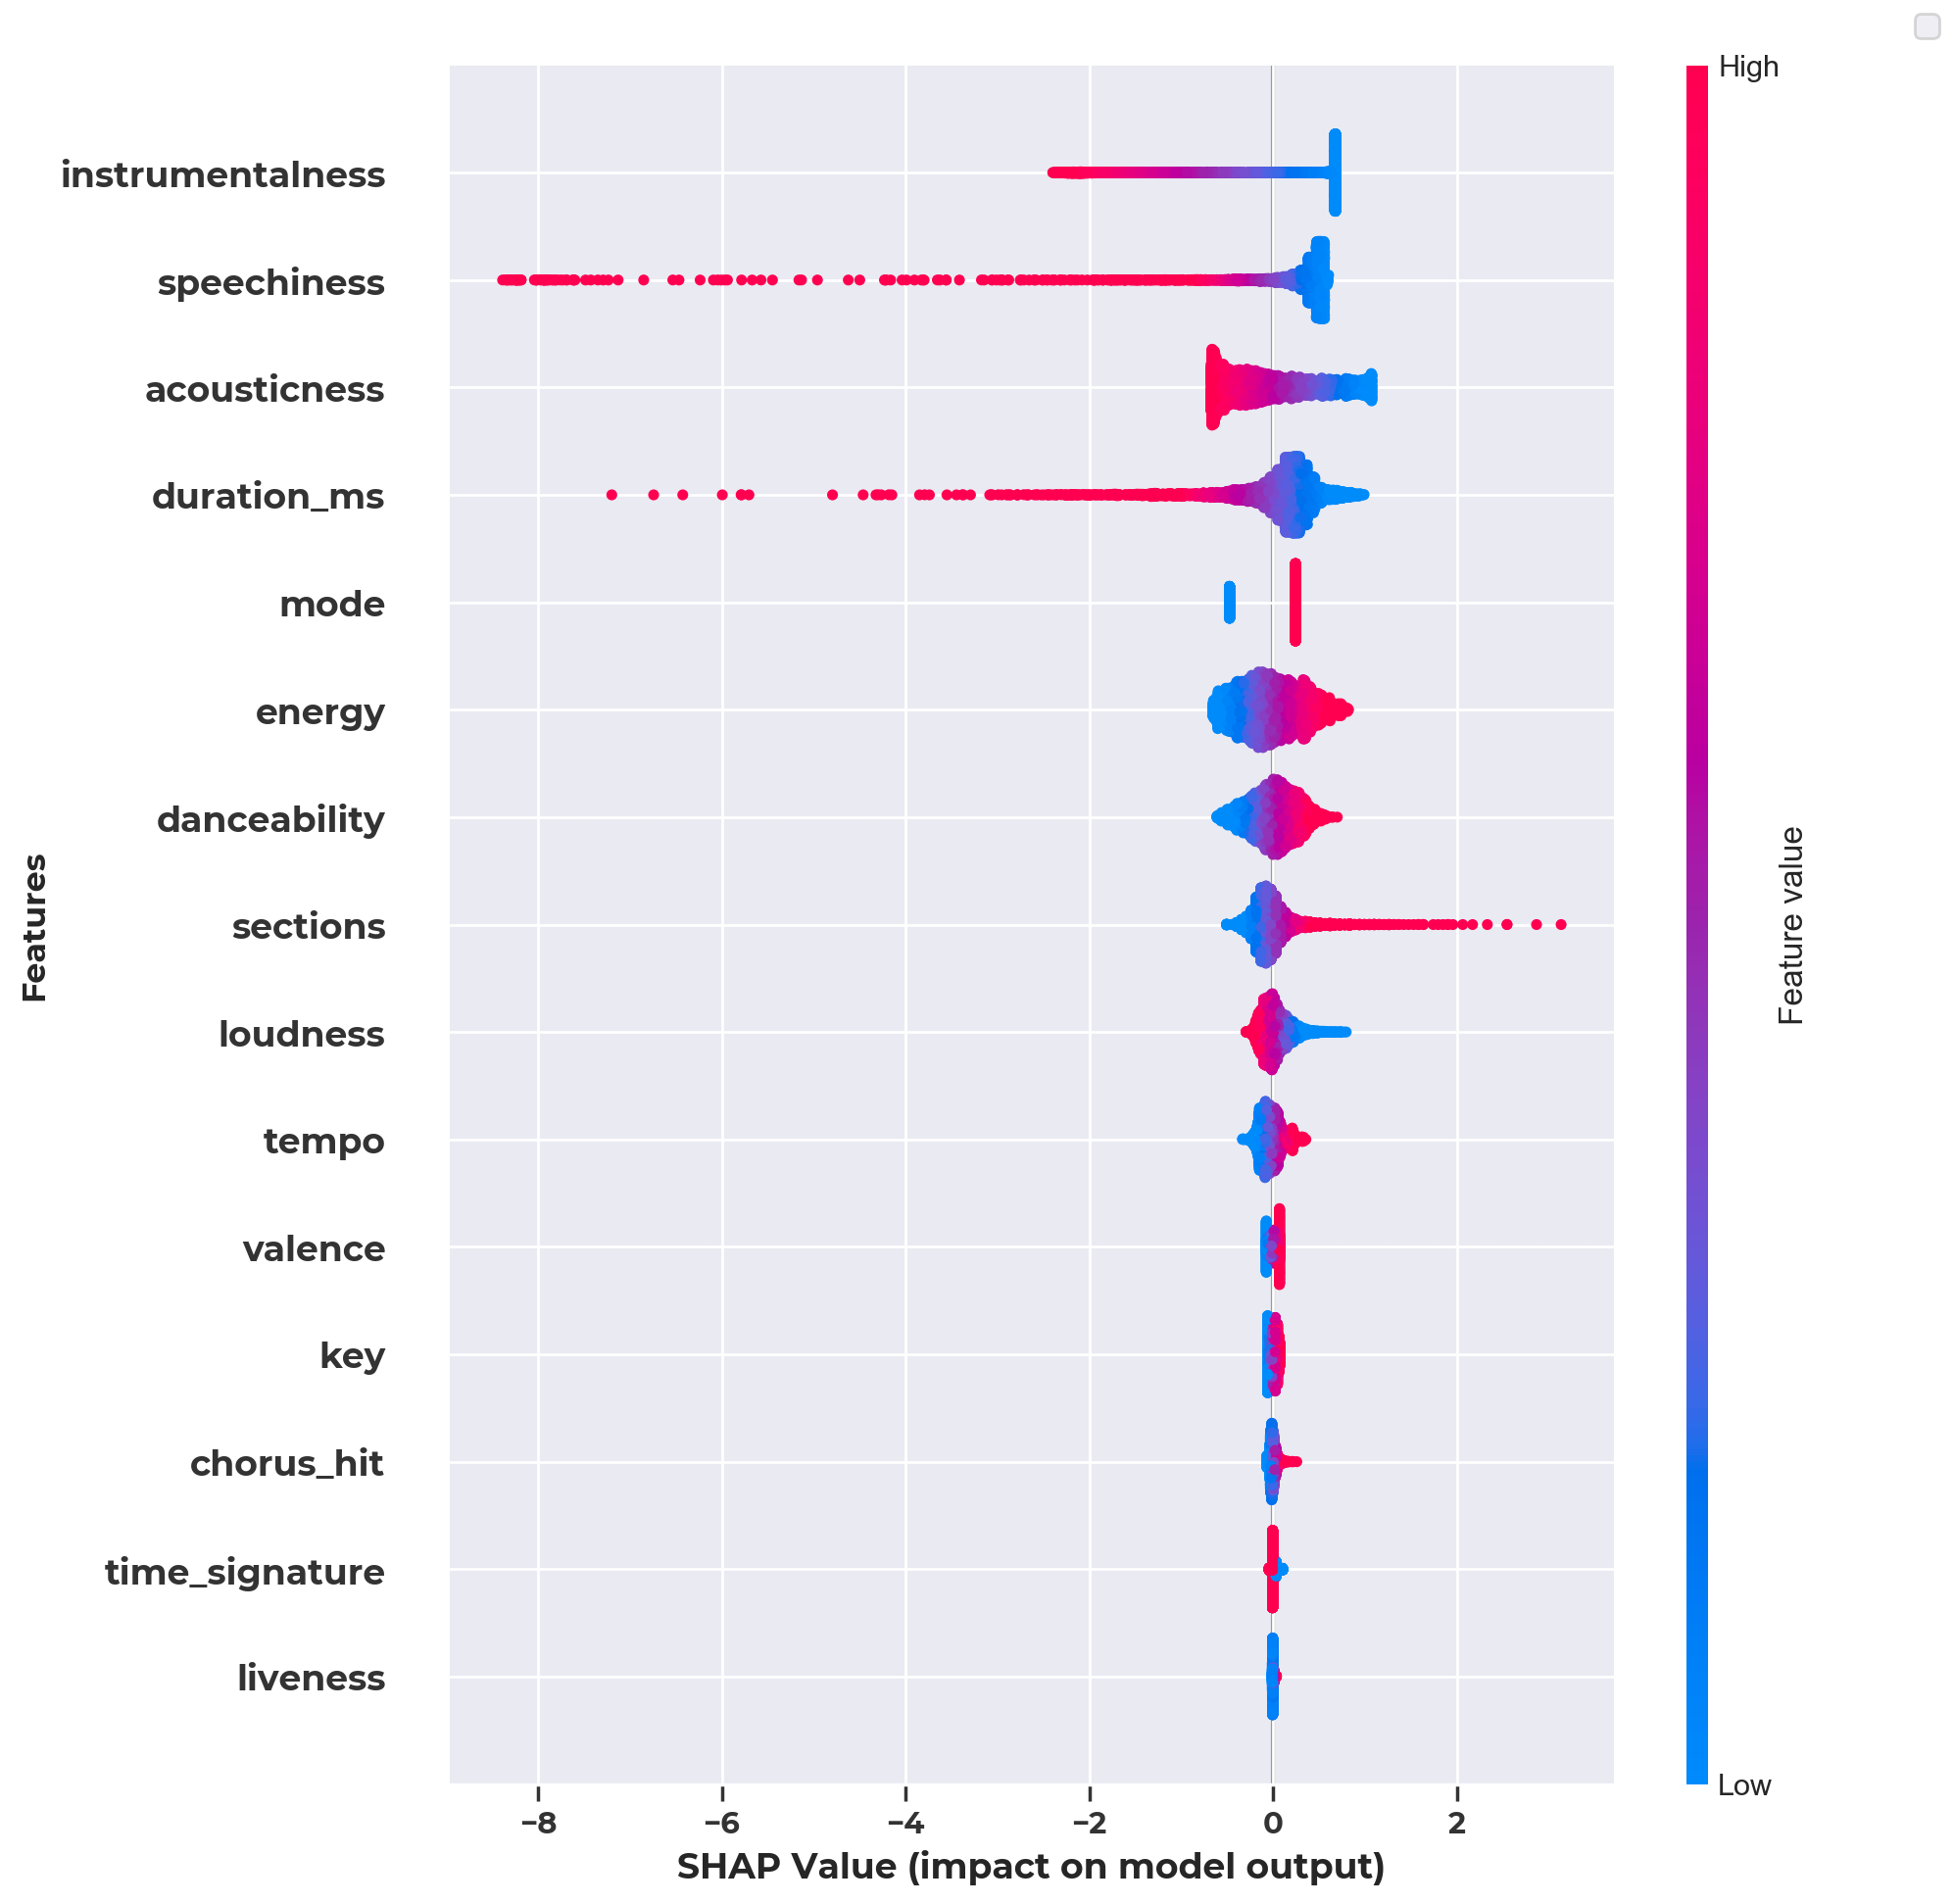 High
instrumentalness
speechiness
acousticness
duration_ms
mode
energy
danceability
sections
loudness
tempo
valence
key
chorus_hit
time_signature
liveness
Features
Feature value
Low
−8 −6 −4 −2 0 2
SHAP Value (impact on model output)